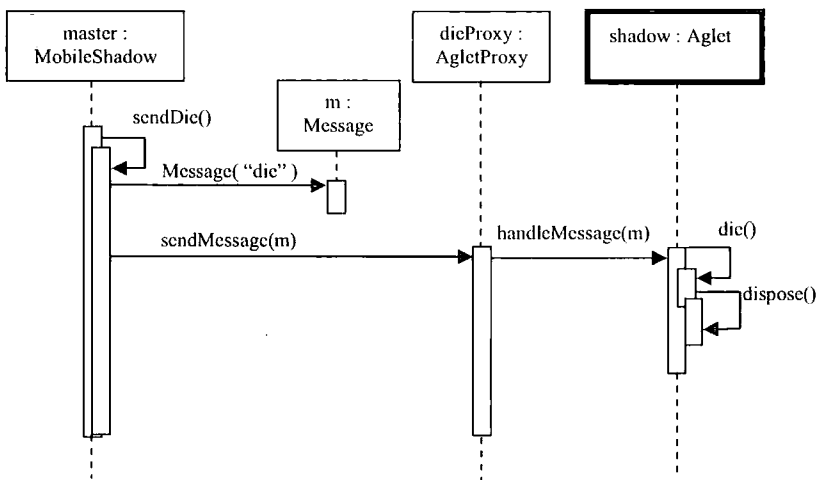 master :
MobileShadow
dieProxy :
AgletProxy
shadow : Aglet
m :
Message
sendDie()
Message( “die” )
sendMessage(m)
handleMessage(m)
die()
dispose()